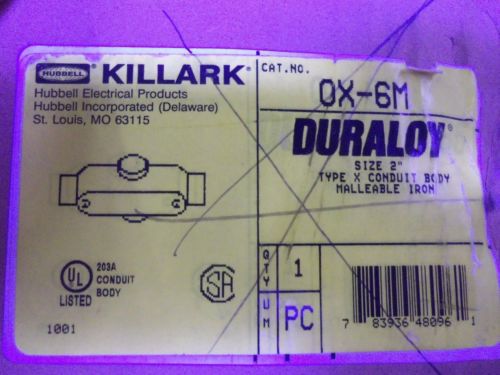 HUBBELL
KILLARK®
Hubbell Electrical Products
Hubbell Incorporated (Delaware)
St. Louis, MO 63115
CAT.NO.
OX-6M
DURALOY®
SIZE 2"
TYPE X CONDUIT BODY
MALLEABLE IRON
UL
LISTED
203A
CONDUIT
BODY
SA
QTY
1
UM
PC
7 83936 48096 1
1001